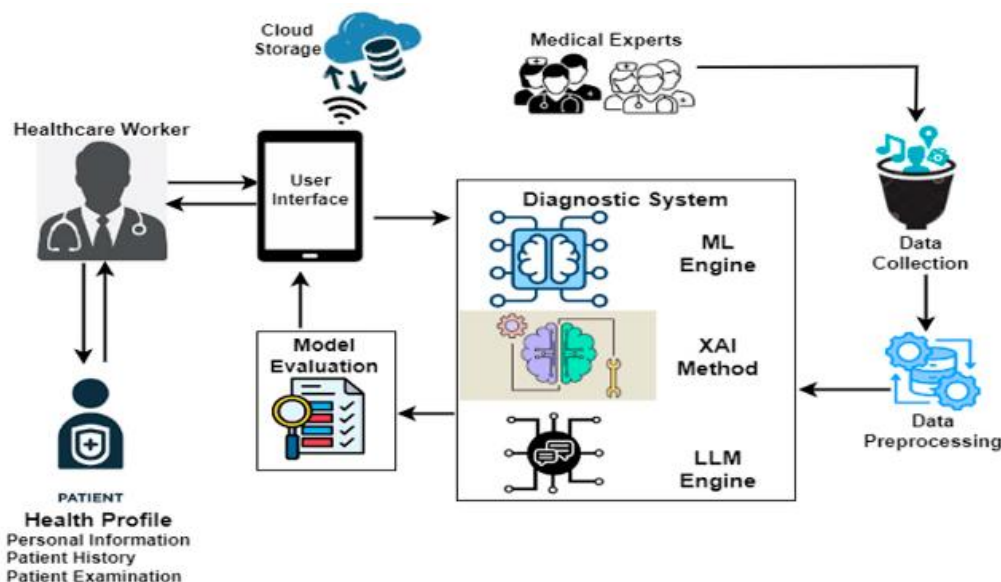 Cloud
Storage
Medical Experts
Healthcare Worker
User
Interface
Diagnostic System
ML
Engine
Data
Collection
Model
Evaluation
XAI
Method
Data
Preprocessing
LLM
Engine
PATIENT
Health Profile
Personal Information
Patient History
Patient Examination